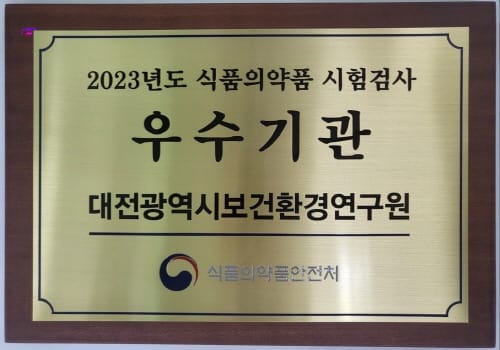 2023년도 식품의약품 시험검사
우수기관
대전광역시보건환경연구원
식품의약품안전처